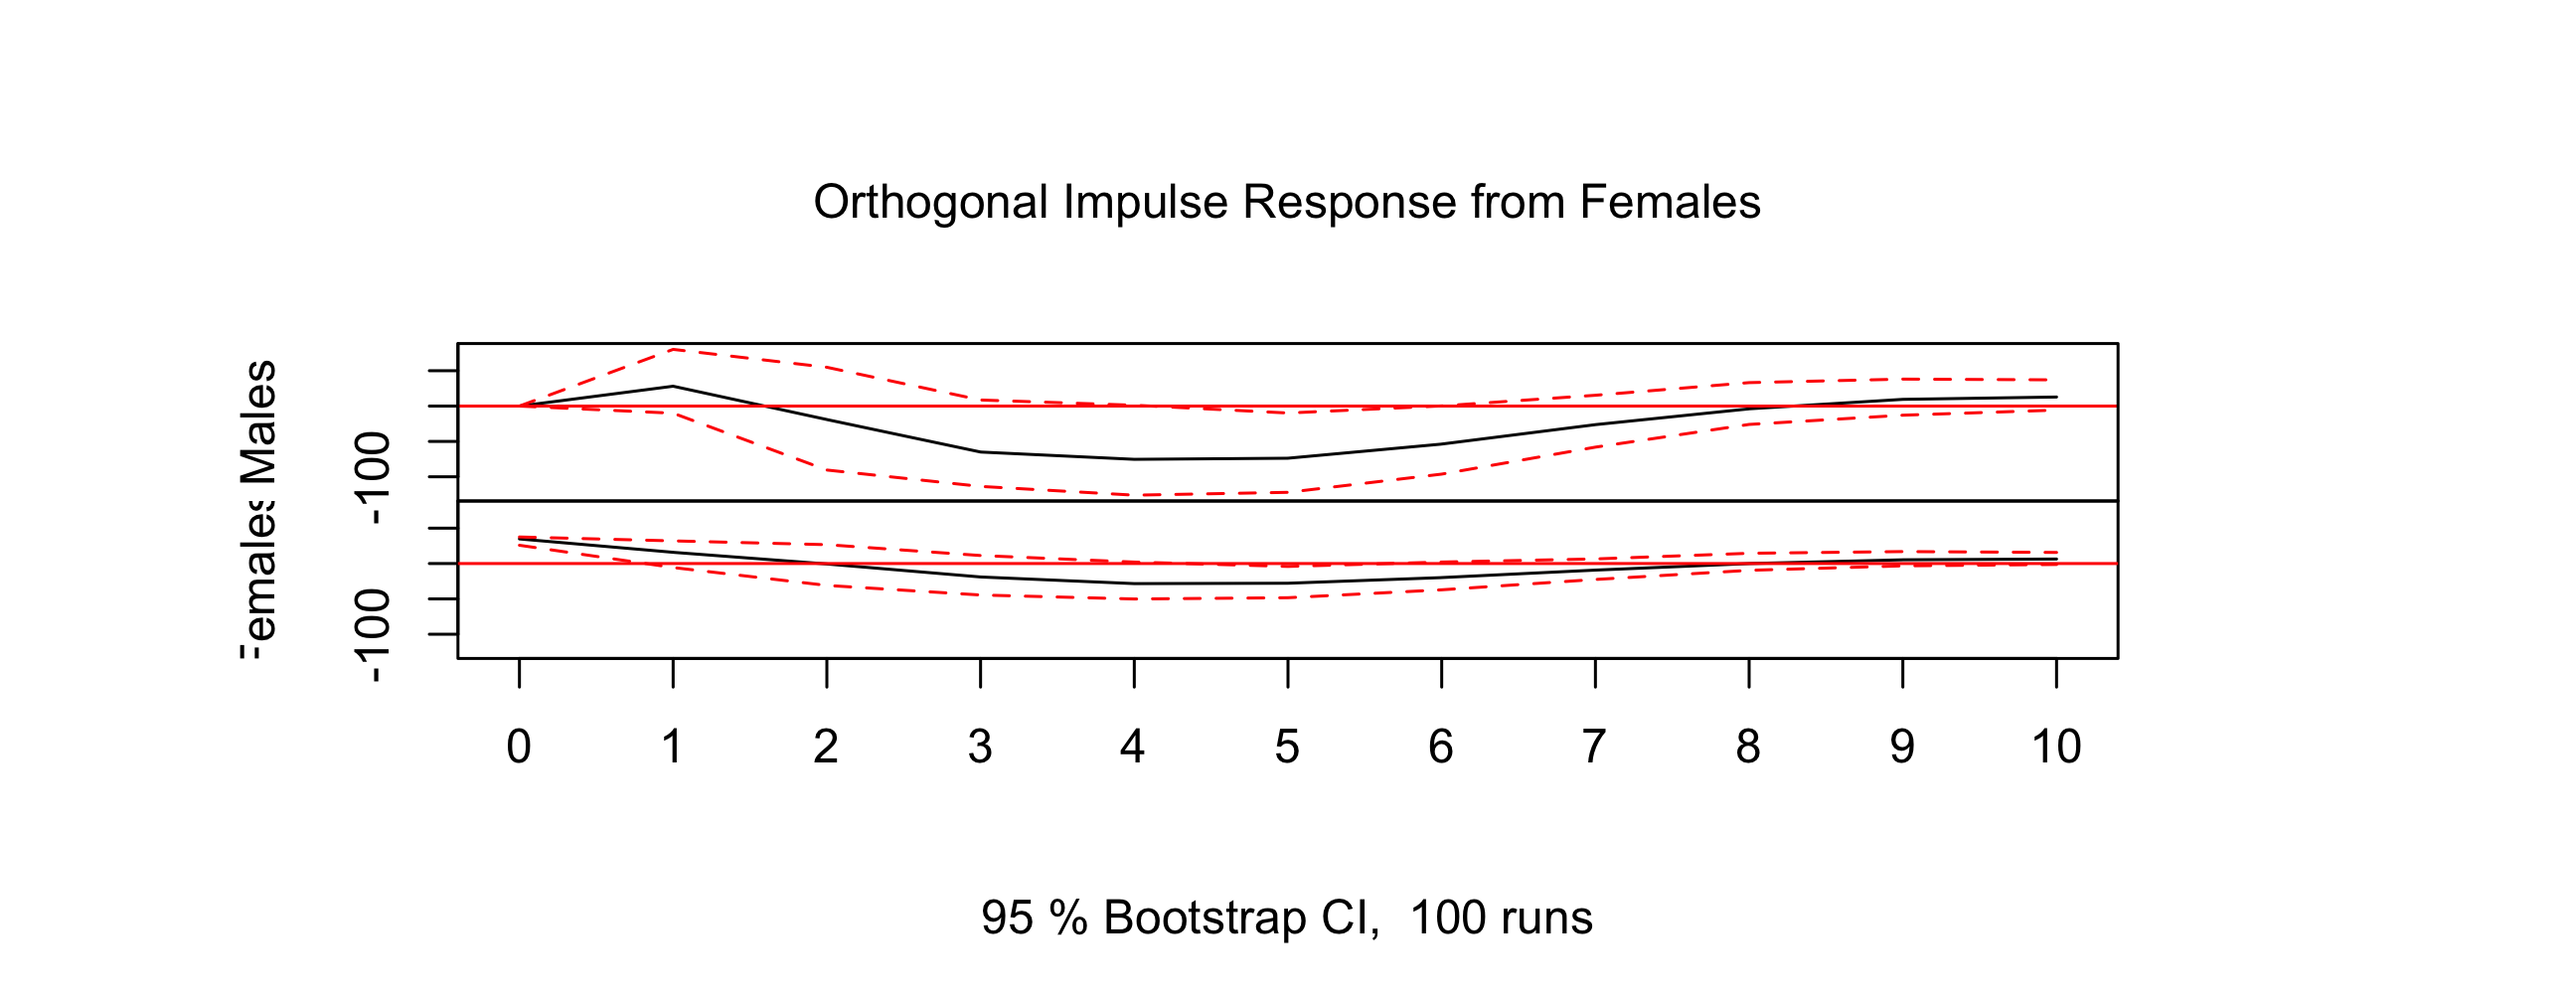 Orthogonal Impulse Response from Females
Males
-100
Females
-100
0 1 2 3 4 5 6 7 8 9 10
95 % Bootstrap CI,  100 runs